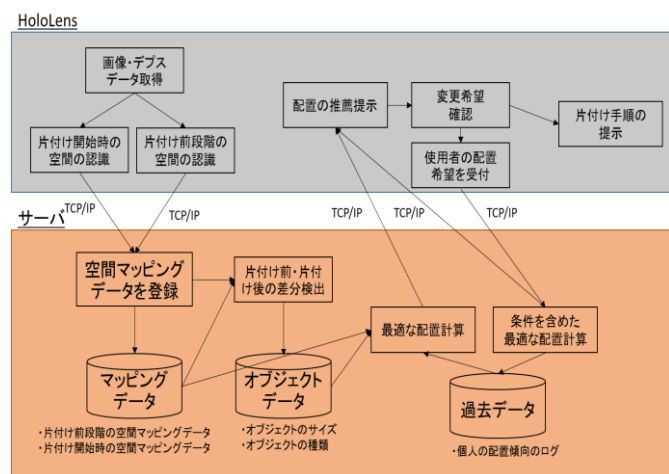 HoloLens
画像・デプス
データ取得
片付け開始時の
空間の認識
片付け前段階の
空間の認識
配置の推薦提示
変更希望
確認
片付け手順の
提示
使用者の配置
希望を受付
サーバ
TCP/IP
TCP/IP
TCP/IP
TCP/IP
TCP/IP
空間マッピング
データを登録
片付け前・片付
け後の差分検出
最適な配置計算
条件を含めた
最適な配置計算
マッピング
データ
オブジェクト
データ
過去データ
・片付け前段階の空間マッピングデータ
・片付け開始時の空間マッピングデータ
・オブジェクトのサイズ
・オブジェクトの種類
・個人の配置傾向のログ